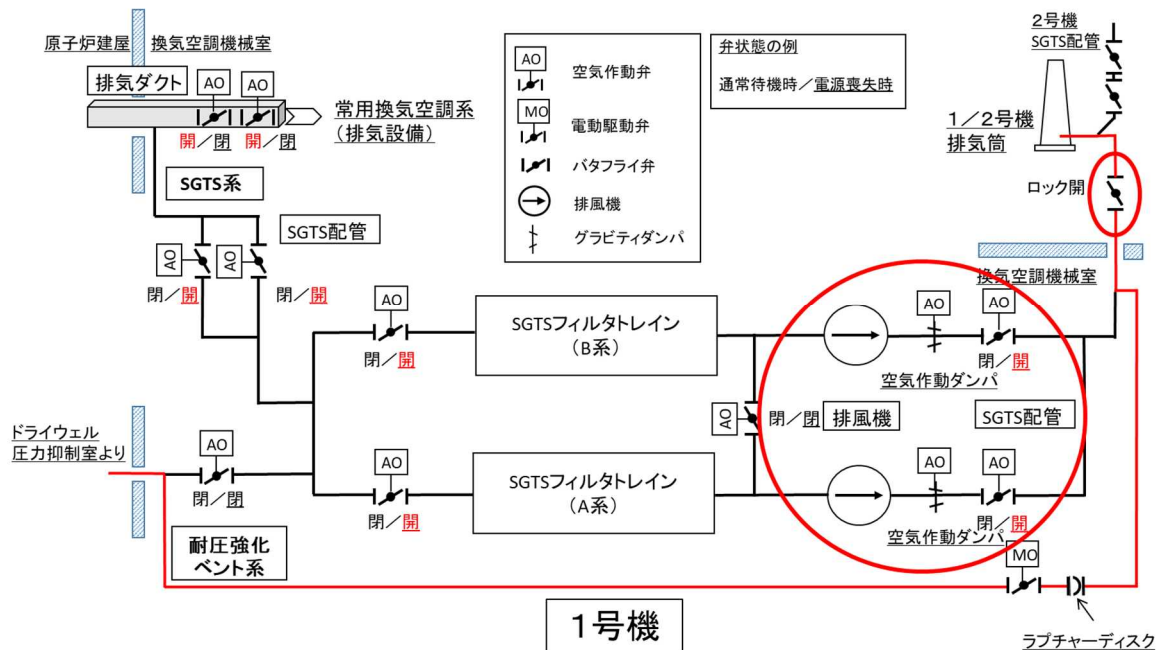 原子炉建屋
換気空調機械室
排気ダクト
AO
AO
開／閉
開／閉
常用換気空調系
（排気設備）
SGTS系
SGTS配管
AO
AO
閉／開
閉／開
AO
空気作動弁
MO
電動駆動弁
バタフライ弁
排風機
グラビティダンパ
弁状態の例
通常待機時／電源喪失時
２号機
SGTS配管
１／２号機
排気筒
ロック開
換気空調機械室
AO
閉／開
SGTSフィルタトレイン
（B系）
AO
AO
閉／開
空気作動ダンパ
AO
閉／閉
排風機
SGTS配管
ドライウェル
圧力抑制室より
AO
閉／閉
AO
閉／開
SGTSフィルタトレイン
（A系）
AO
AO
閉／開
空気作動ダンパ
耐圧強化
ベント系
MO
１号機
ラプチャーディスク